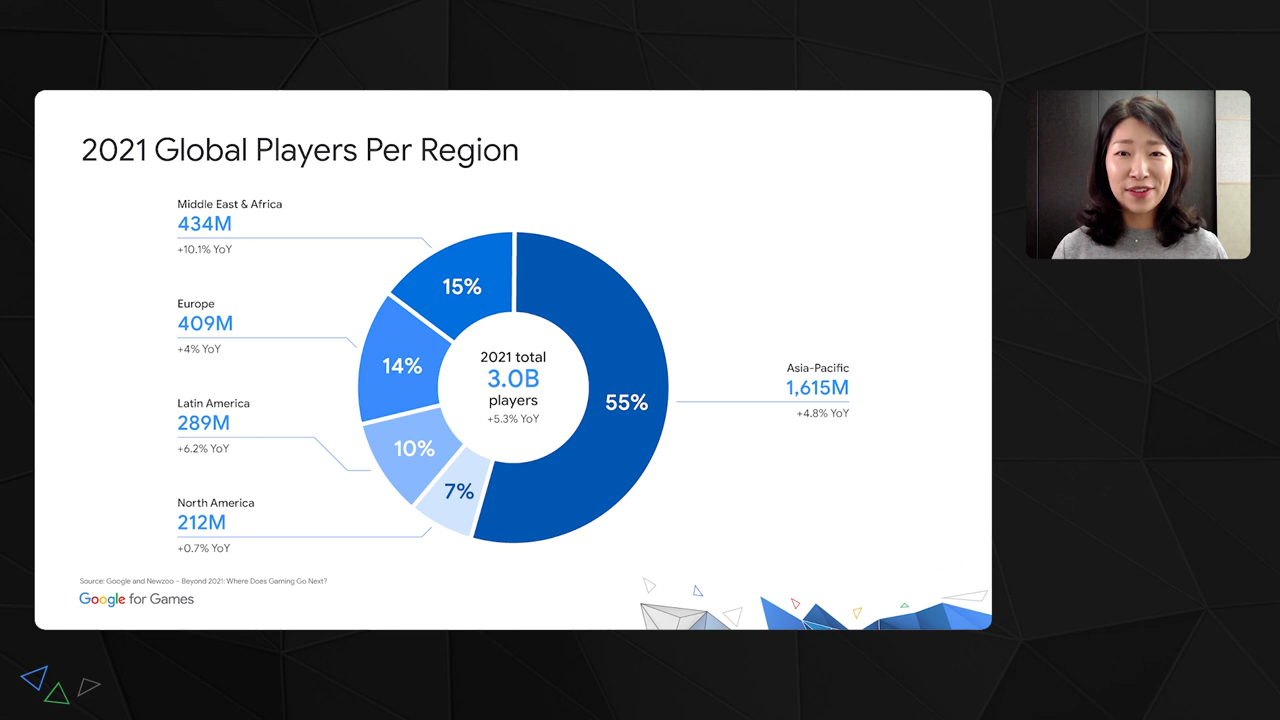 2021 Global Players Per Region
Middle East & Africa
434M
+10.1% YoY
Europe
409M
+4% YoY
Latin America
289M
+6.2% YoY
North America
212M
+0.7% YoY
15%
14%
10%
7%
55%
2021 total
3.0B
players
+5.3% YoY
Asia-Pacific
1,615M
+4.8% YoY
Source: Google and Newzoo – Beyond 2021: Where Does Gaming Go Next?
Google for Games